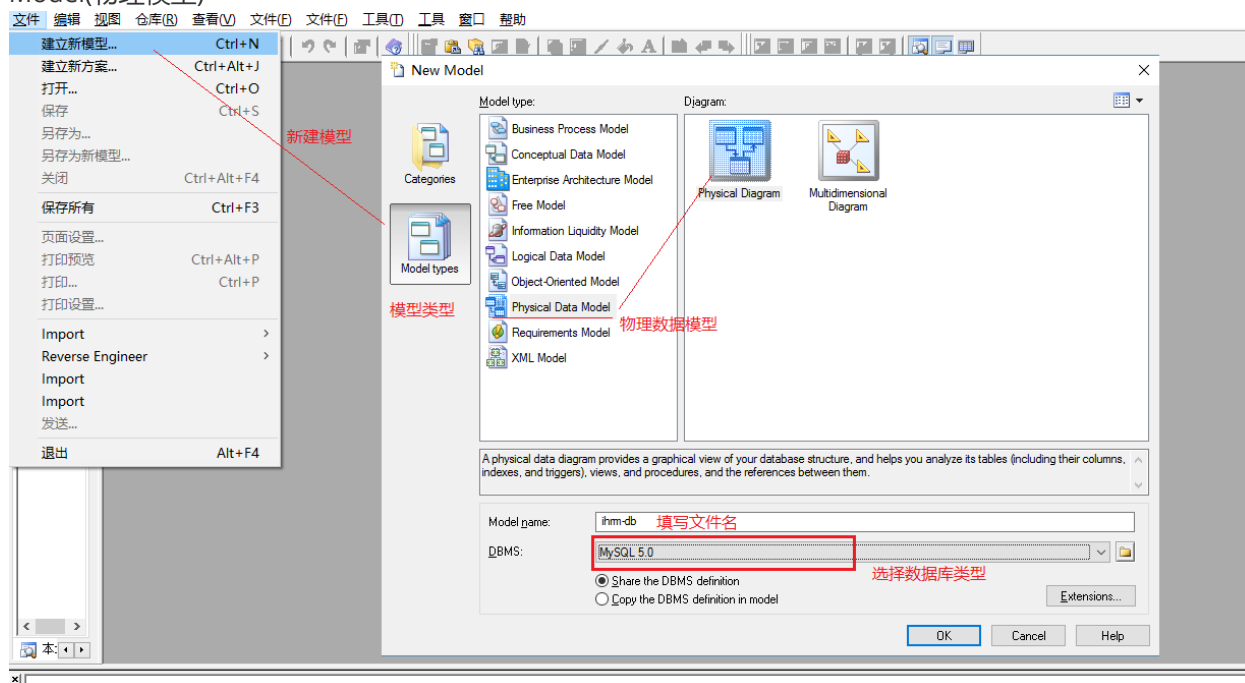 Model(物理模型)
文件 编辑 视图 仓库(R) 查看(V) 文件(F) 文件(F) 工具(T) 工具 窗口 帮助
建立新模型... Ctrl+N
建立新方案... Ctrl+Alt+J
打开... Ctrl+O
保存 Ctrl+S
另存为...
另存为新模型...
关闭 Ctrl+Alt+F4
保存所有 Ctrl+F3
页面设置...
打印预览 Ctrl+Alt+P
打印... Ctrl+P
打印设置...
Import
Reverse Engineer
Import
Import
发送...
退出 Alt+F4
本:
新建模型
New Model
Categories
Model types
模型类型
Model type:
Business Process Model
Conceptual Data Model
Enterprise Architecture Model
Free Model
Information Liquidity Model
Logical Data Model
Object-Oriented Model
Physical Data Model
Requirements Model
XML Model
物理数据模型
Diagram:
Physical Diagram
Multidimensional
Diagram
A physical data diagram provides a graphical view of your database structure, and helps you analyze its tables (including their columns,
indexes, and triggers), views, and procedures, and the references between them.
Model name: ihrm-db 填写文件名
DBMS: MySQL 5.0
选择数据库类型
Share the DBMS definition
Copy the DBMS definition in model
Extensions...
OK Cancel Help